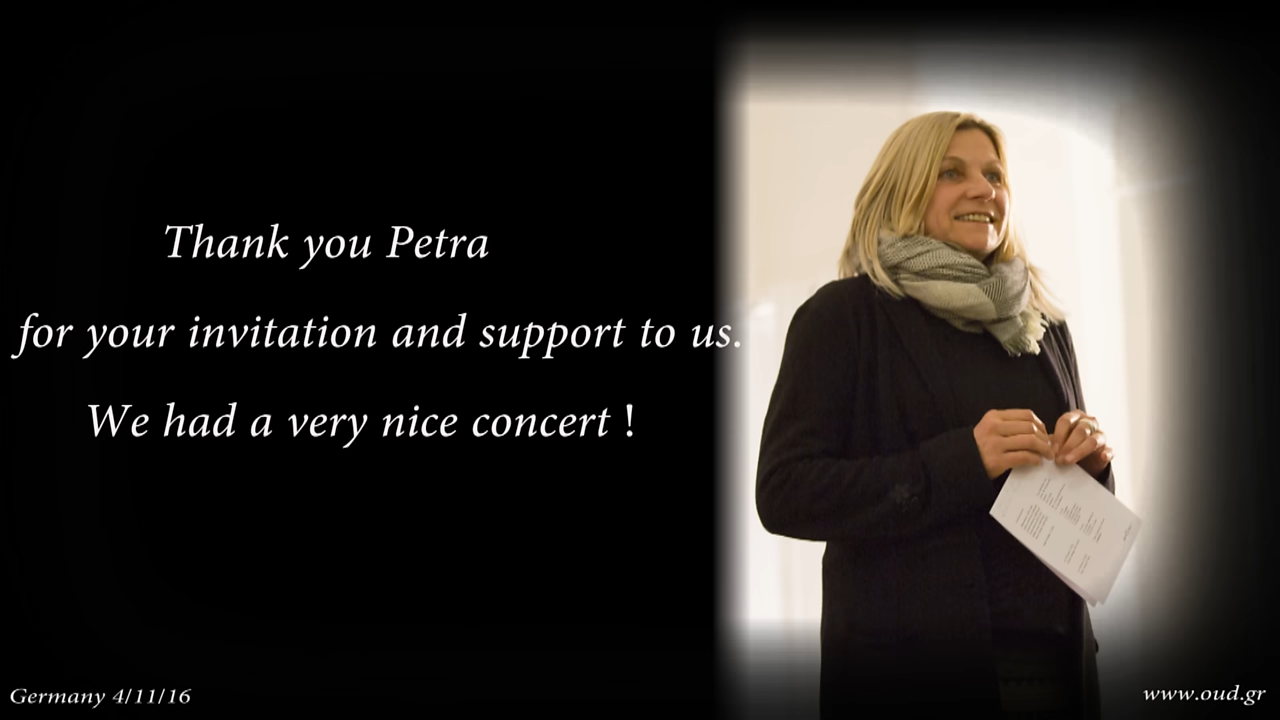 Thank you Petra
for your invitation and support to us.
We had a very nice concert !
Germany 4/11/16
www.oud.gr